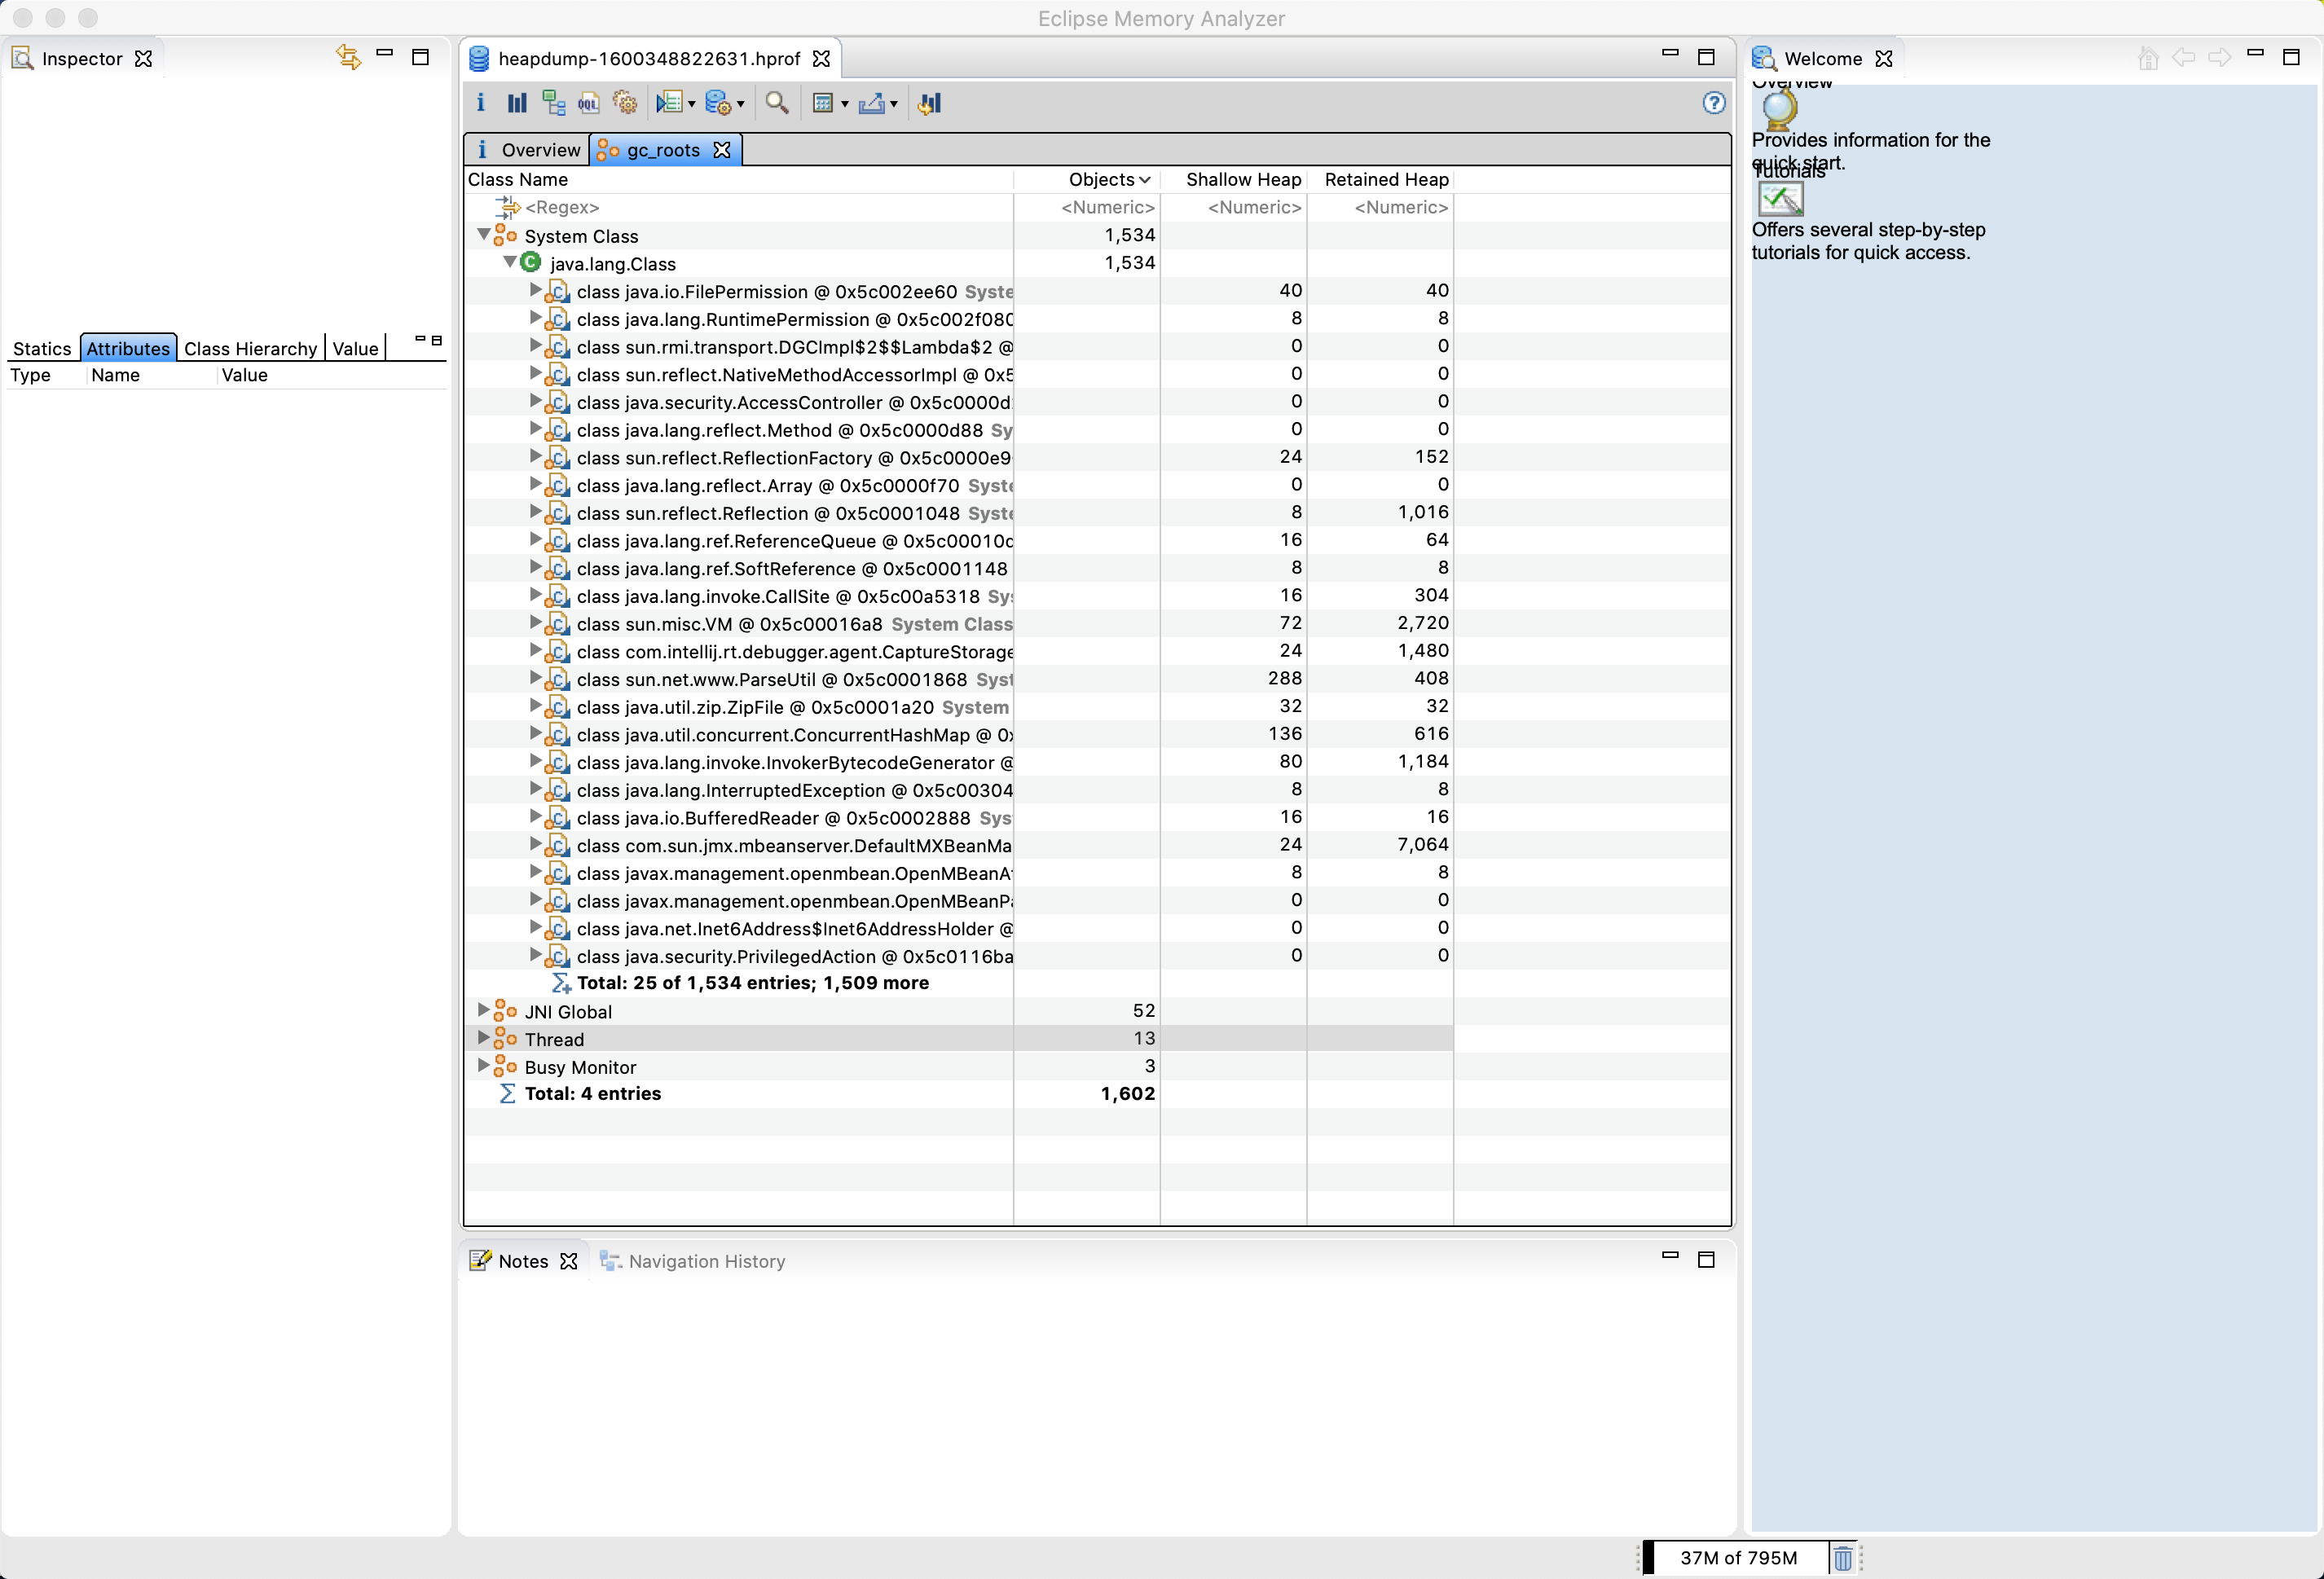 Eclipse Memory Analyzer
Inspector
Statics Attributes Class Hierarchy Value
Type Name Value
heapdump-1600348822631.hprof
i OQL
i Overview gc_roots
Class Name Objects Shallow Heap Retained Heap
<Regex> <Numeric> <Numeric> <Numeric>
System Class 1,534
java.lang.Class 1,534
class java.io.FilePermission @ 0x5c002ee60 Syste 40 40
class java.lang.RuntimePermission @ 0x5c002f080 8 8
class sun.rmi.transport.DGCImpl$2$$Lambda$2 @ 0 0
class sun.reflect.NativeMethodAccessorImpl @ 0x5 0 0
class java.security.AccessController @ 0x5c0000d 0 0
class java.lang.reflect.Method @ 0x5c0000d88 Sy 0 0
class sun.reflect.ReflectionFactory @ 0x5c0000e9 24 152
class java.lang.reflect.Array @ 0x5c0000f70 Syste 0 0
class sun.reflect.Reflection @ 0x5c0001048 Syste 8 1,016
class java.lang.ref.ReferenceQueue @ 0x5c00010 16 64
class java.lang.ref.SoftReference @ 0x5c0001148 8 8
class java.lang.invoke.CallSite @ 0x5c00a5318 Sys 16 304
class sun.misc.VM @ 0x5c00016a8 System Class 72 2,720
class com.intellij.rt.debugger.agent.CaptureStorage 24 1,480
class sun.net.www.ParseUtil @ 0x5c0001868 Syst 288 408
class java.util.zip.ZipFile @ 0x5c0001a20 System 32 32
class java.util.concurrent.ConcurrentHashMap @ 0x 136 616
class java.lang.invoke.InvokerBytecodeGenerator @ 80 1,184
class java.lang.InterruptedException @ 0x5c00304 8 8
class java.io.BufferedReader @ 0x5c0002888 Sys 16 16
class com.sun.jmx.mbeanserver.DefaultMXBeanMa 24 7,064
class javax.management.openmbean.OpenMBeanA 8 8
class javax.management.openmbean.OpenMBeanPa 0 0
class java.net.Inet6Address$Inet6AddressHolder @ 0 0
class java.security.PrivilegedAction @ 0x5c0116ba 0 0
Total: 25 of 1,534 entries; 1,509 more
JNI Global 52
Thread 13
Busy Monitor 3
Total: 4 entries 1,602
Notes Navigation History
Welcome
Overview
Provides information for the
quick start.
Tutorials
Offers several step-by-step
tutorials for quick access.
37M of 795M